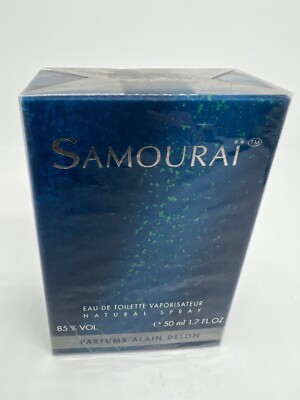 SAMOURAÏ™
EAU DE TOILETTE VAPORISATEUR
NATURAL SPRAY
85 % VOL ℮ 50 ml 1.7 FL.OZ
PARFUMS ALAIN DELON